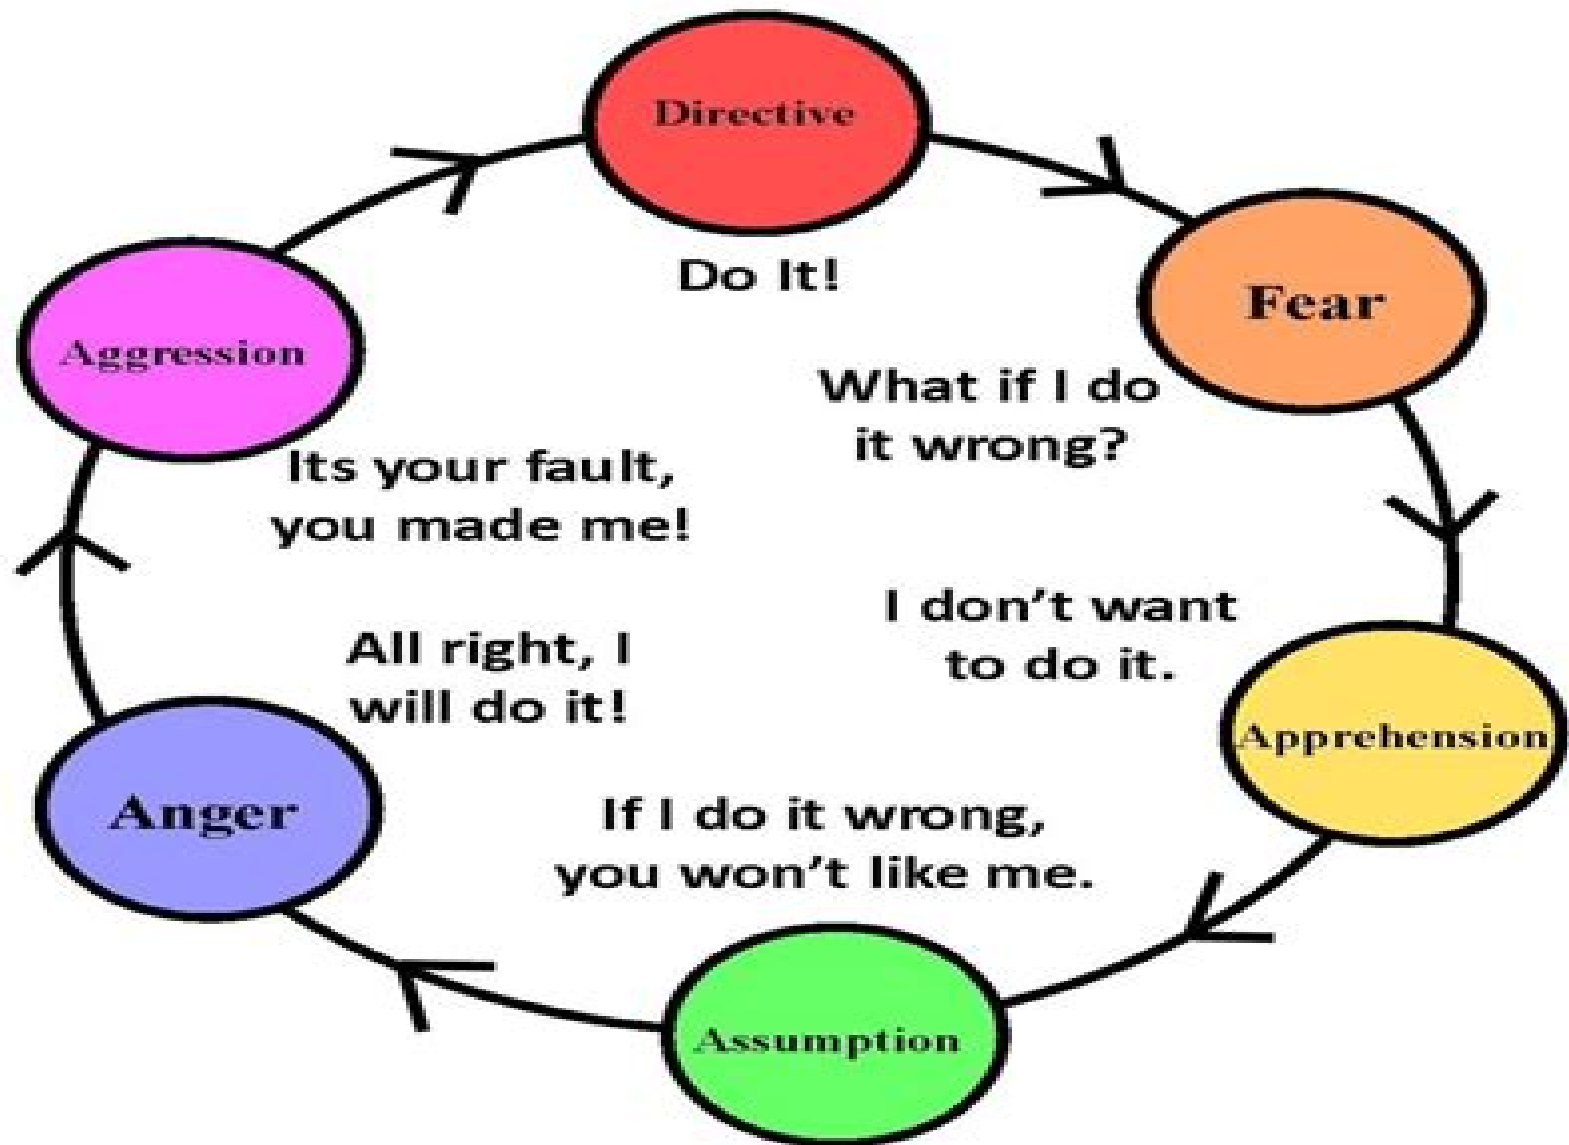 Directive
Do It!
Fear
What if I do
it wrong?
I don't want
to do it.
Apprehension
If I do it wrong,
you won't like me.
Assumption
Anger
All right, I
will do it!
Aggression
Its your fault,
you made me!